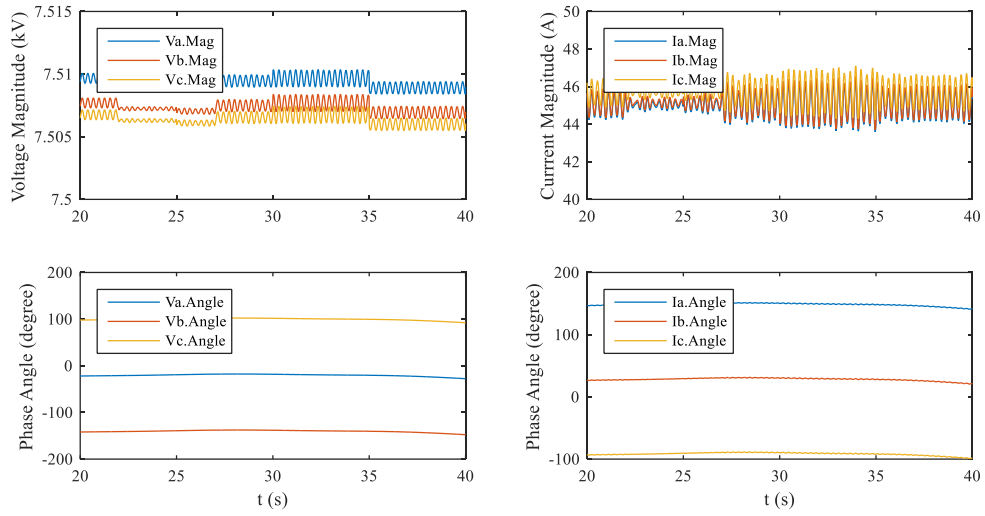 7.515
7.51
7.505
7.5
Voltage Magnitude (kV)
Va.Mag
Vb.Mag
Vc.Mag
20
25
30
35
40
50
48
46
44
42
40
Currrent Magnitude (A)
Ia.Mag
Ib.Mag
Ic.Mag
20
25
30
35
40
200
100
0
-100
-200
Phase Angle (degree)
Va.Angle
Vb.Angle
Vc.Angle
20
25
30
35
40
t (s)
200
100
0
-100
Phase Angle (degree)
Ia.Angle
Ib.Angle
Ic.Angle
20
25
30
35
40
t (s)